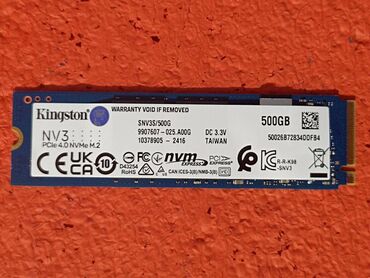 WARRANTY VOID IF REMOVED
Kingston
SNV3S/500G
500GB
9907607-025.A00G
DC 3.3V
50026B72834DDFB4
NV3
10378905 - 2416
TAIWAN
PCIe 4.0 NVMe M.2
UK CA
CE
10
D43254
RoHS
nvm EXPRESS
PCI EXPRESS
CAN ICES-3(B)/NMB-3(B)
R-R-K98
-SNV3